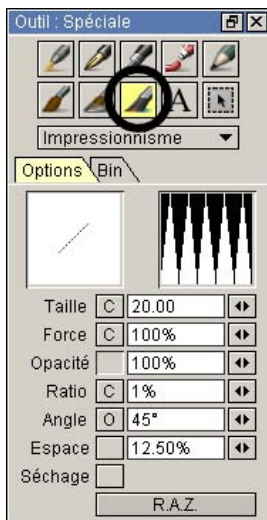 Outil : Spéciale
A
Impressionnisme
Options Bin
Taille C 20.00
Force C 100%
Opacité 100%
Ratio C 1%
Angle O 45°
Espace 12.50%
Séchage
R.A.Z.